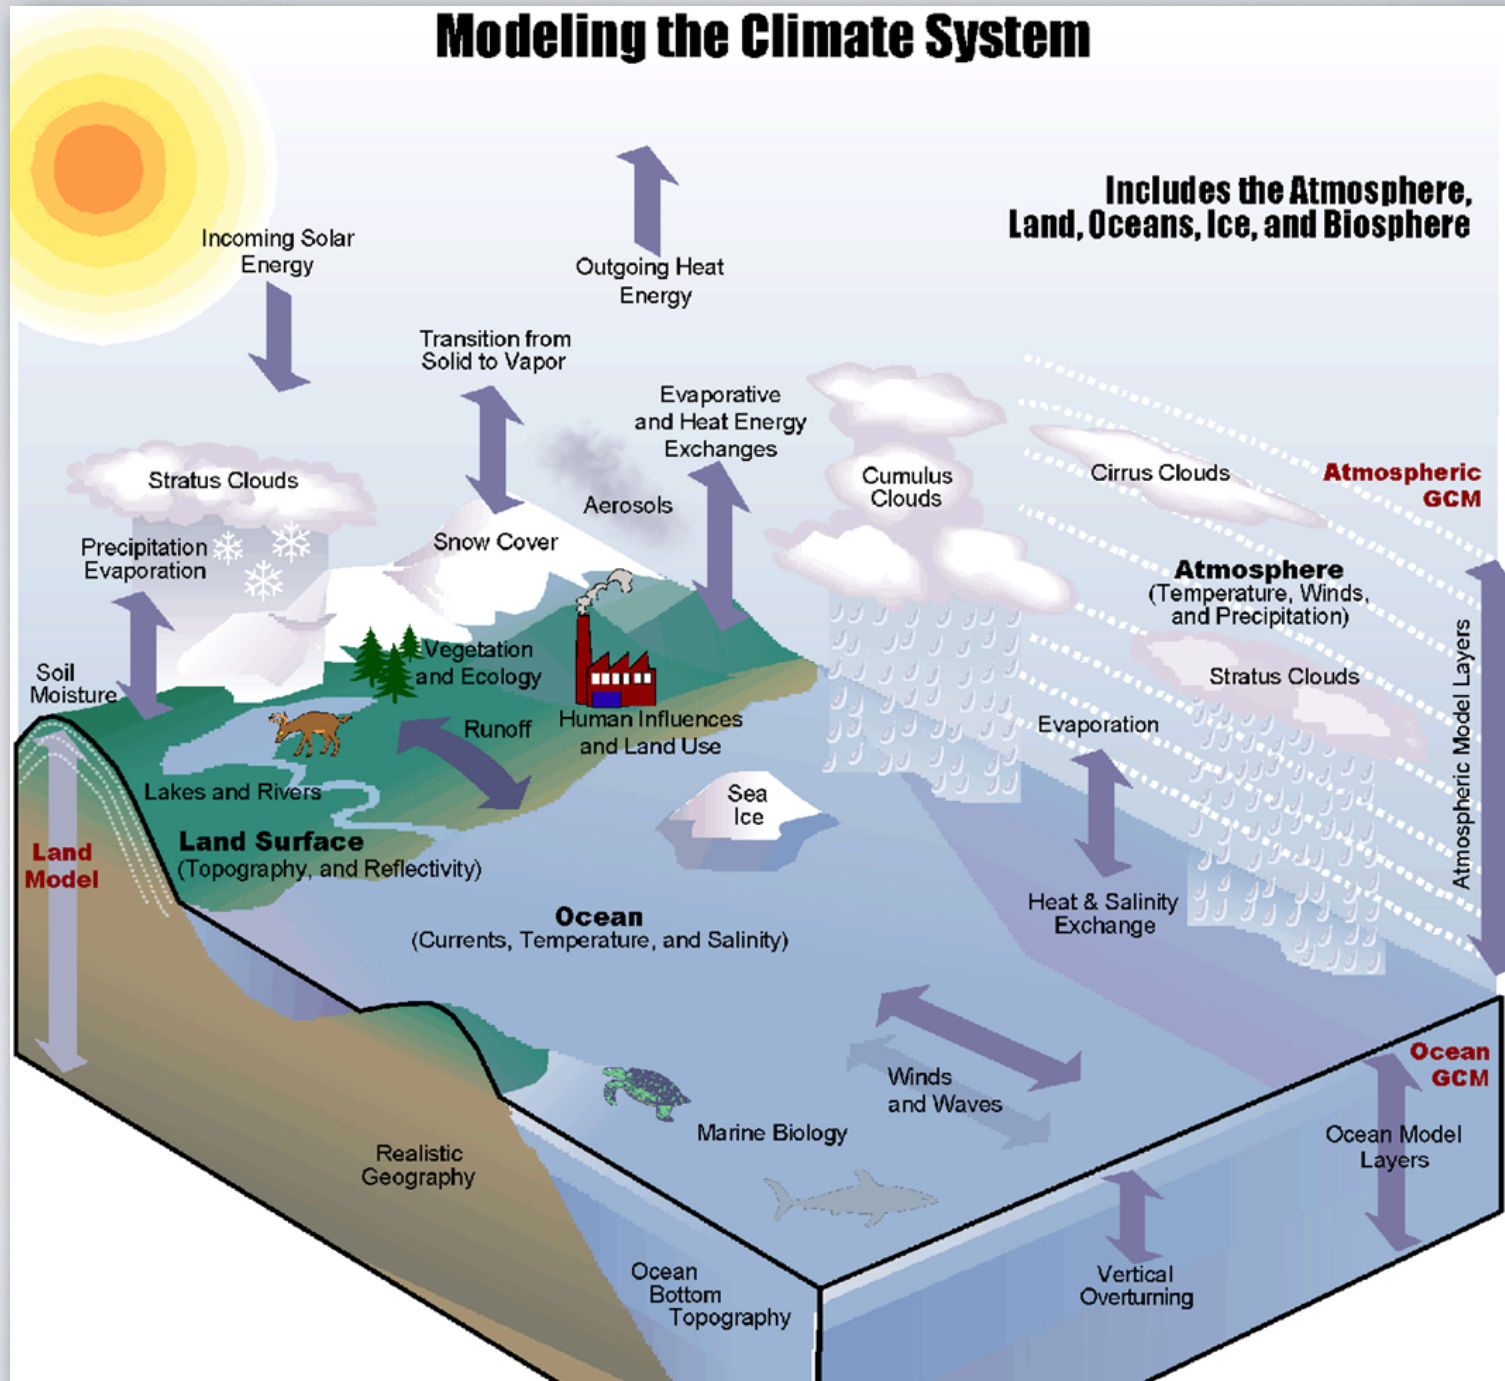 Modeling the Climate System
Includes the Atmosphere,
Land, Oceans, Ice, and Biosphere
Incoming Solar
Energy
Outgoing Heat
Energy
Transition from
Solid to Vapor
Evaporative
and Heat Energy
Exchanges
Stratus Clouds
Aerosols
Cumulus
Clouds
Cirrus Clouds
Atmospheric
GCM
Precipitation
Evaporation
Snow Cover
Atmosphere
(Temperature, Winds,
and Precipitation)
Atmospheric Model Layers
Soil
Moisture
Vegetation
and Ecology
Stratus Clouds
Runoff
Human Influences
and Land Use
Evaporation
Lakes and Rivers
Sea
Ice
Land
Model
Land Surface
(Topography, and Reflectivity)
Heat & Salinity
Exchange
Ocean
(Currents, Temperature, and Salinity)
Winds
and Waves
Ocean
GCM
Marine Biology
Ocean Model
Layers
Realistic
Geography
Ocean
Bottom
Topography
Vertical
Overturning